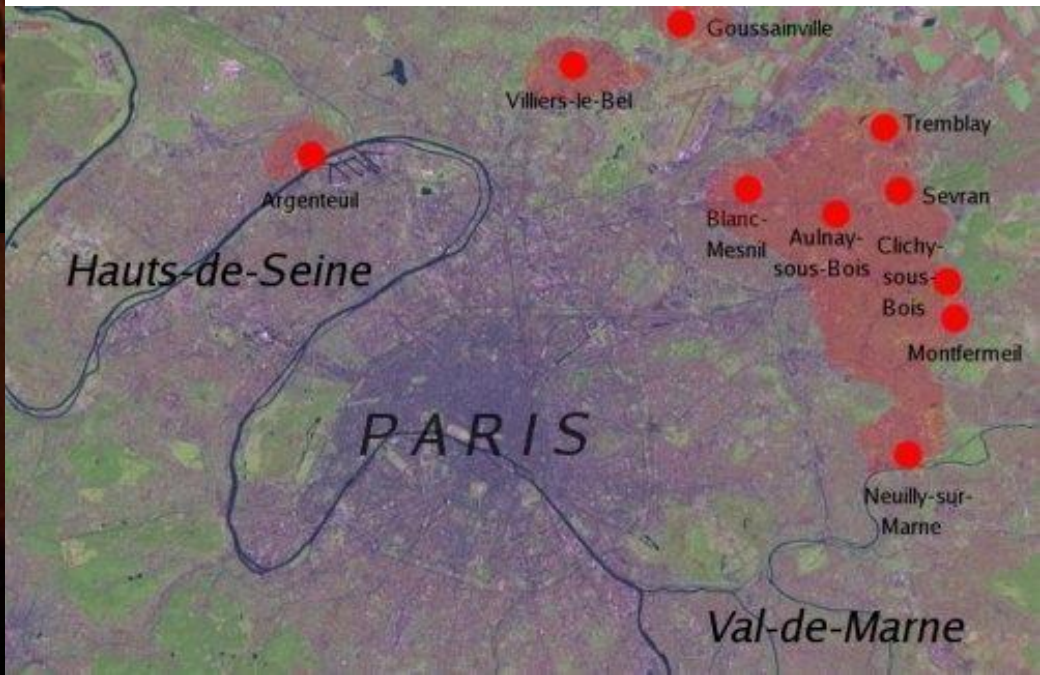 Goussainville
Villiers-le-Bel
Tremblay
Argenteuil
Sevran
Blanc-
Mesnil
Aulnay-
sous-Bois
Clichy-
sous-
Bois
Hauts-de-Seine
Montfermeil
PARIS
Neuilly-sur-
Marne
Val-de-Marne